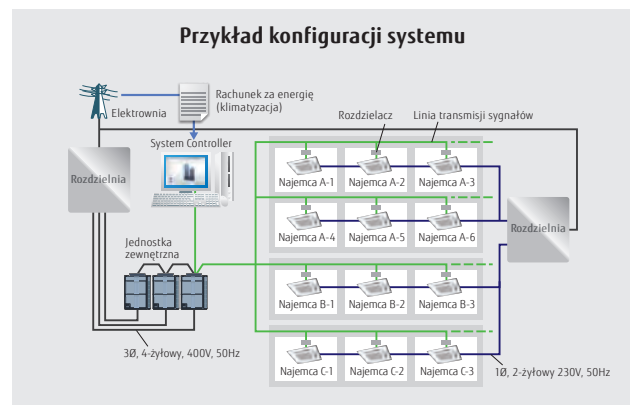 Przykład konfiguracji systemu
Elektrownia
Rachunek za energię
(klimatyzacja)
Rozdzielacz
Linia transmisji sygnałów
System Controller
Rozdzielnia
Najemca A-1
Najemca A-2
Najemca A-3
Rozdzielnia
Najemca A-4
Najemca A-5
Najemca A-6
Jednostka
zewnętrzna
Najemca B-1
Najemca B-2
Najemca B-3
3Ø, 4-żyłowy, 400V, 50Hz
Najemca C-1
Najemca C-2
Najemca C-3
1Ø, 2-żyłowy 230V, 50Hz